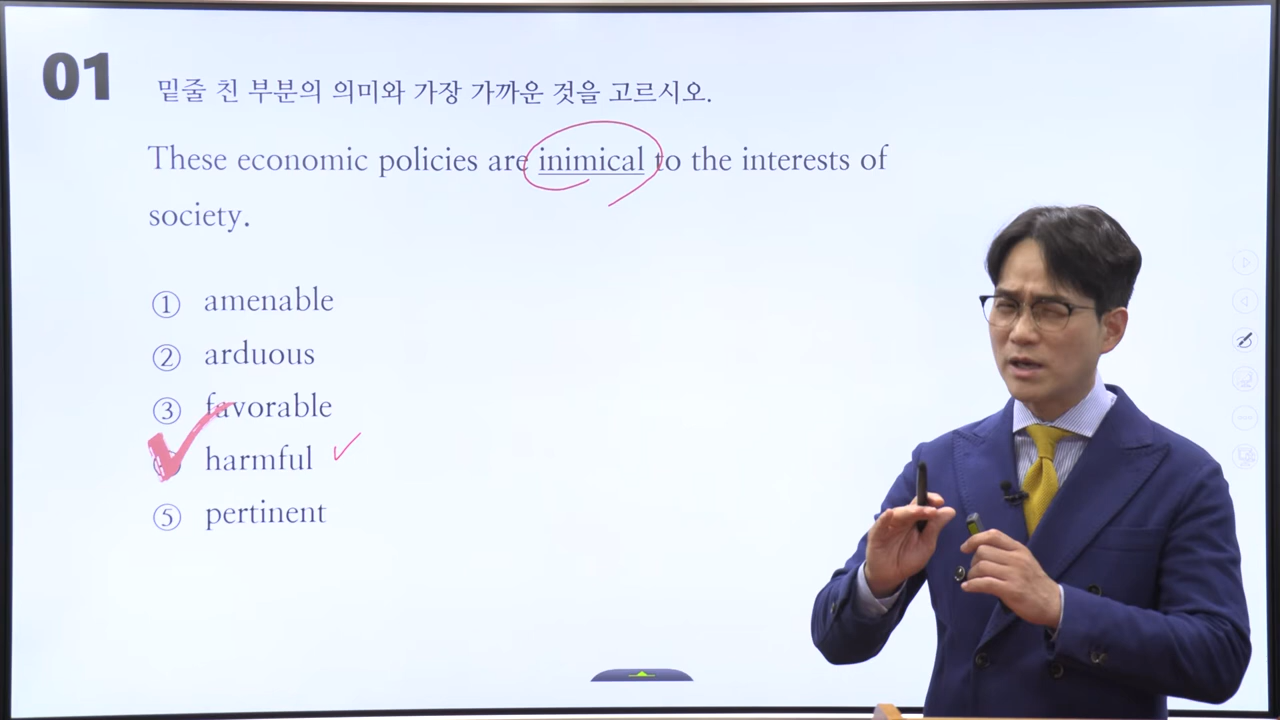 01
밑줄 친 부분의 의미와 가장 가까운 것을 고르시오.
These economic policies are inimical to the interests of
society.
① amenable
② arduous
③ favorable
④ harmful
⑤ pertinent